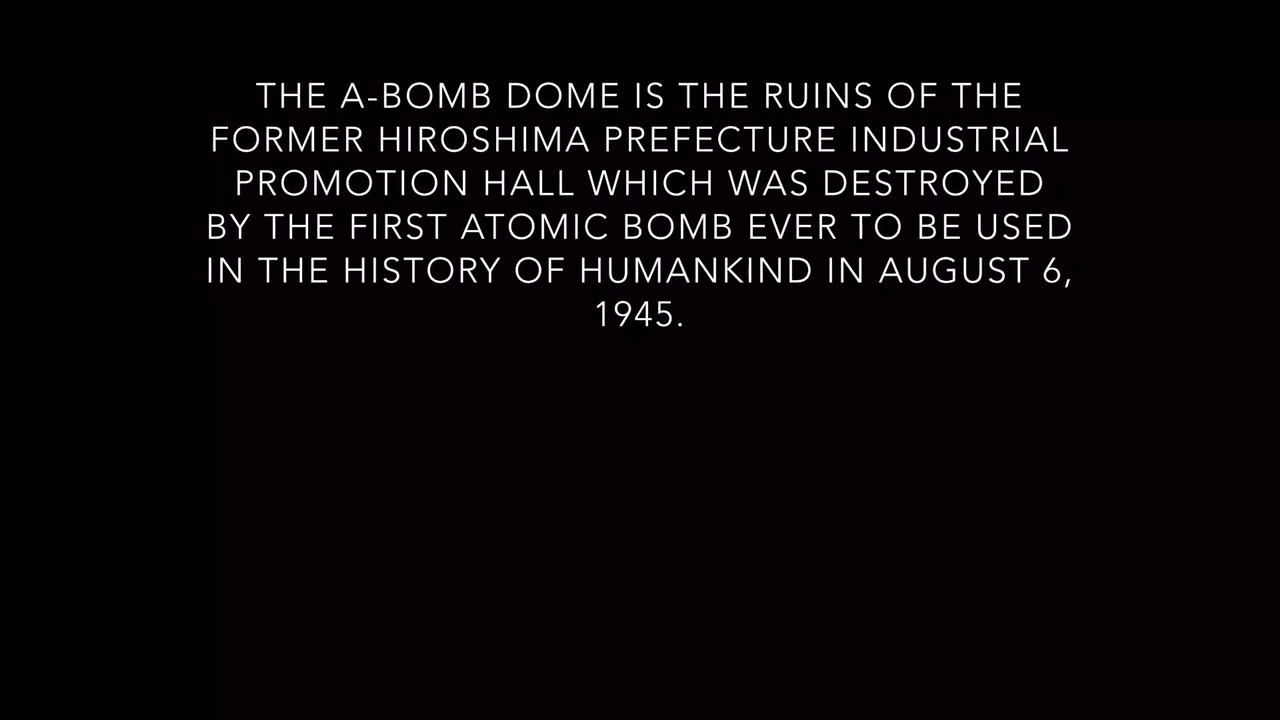 THE A-BOMB DOME IS THE RUINS OF THE
FORMER HIROSHIMA PREFECTURE INDUSTRIAL
PROMOTION HALL WHICH WAS DESTROYED
BY THE FIRST ATOMIC BOMB EVER TO BE USED
IN THE HISTORY OF HUMANKIND IN AUGUST 6,
1945.